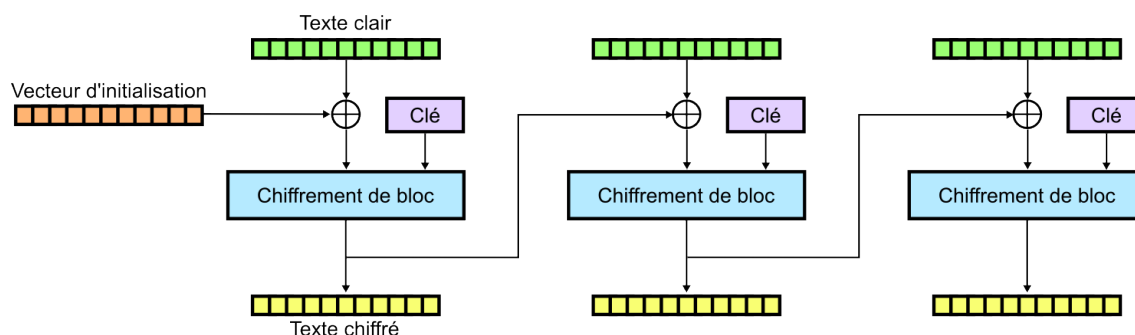 Texte clair
Vecteur d'initialisation
Clé
Clé
Clé
Chiffrement de bloc
Chiffrement de bloc
Chiffrement de bloc
Texte chiffré